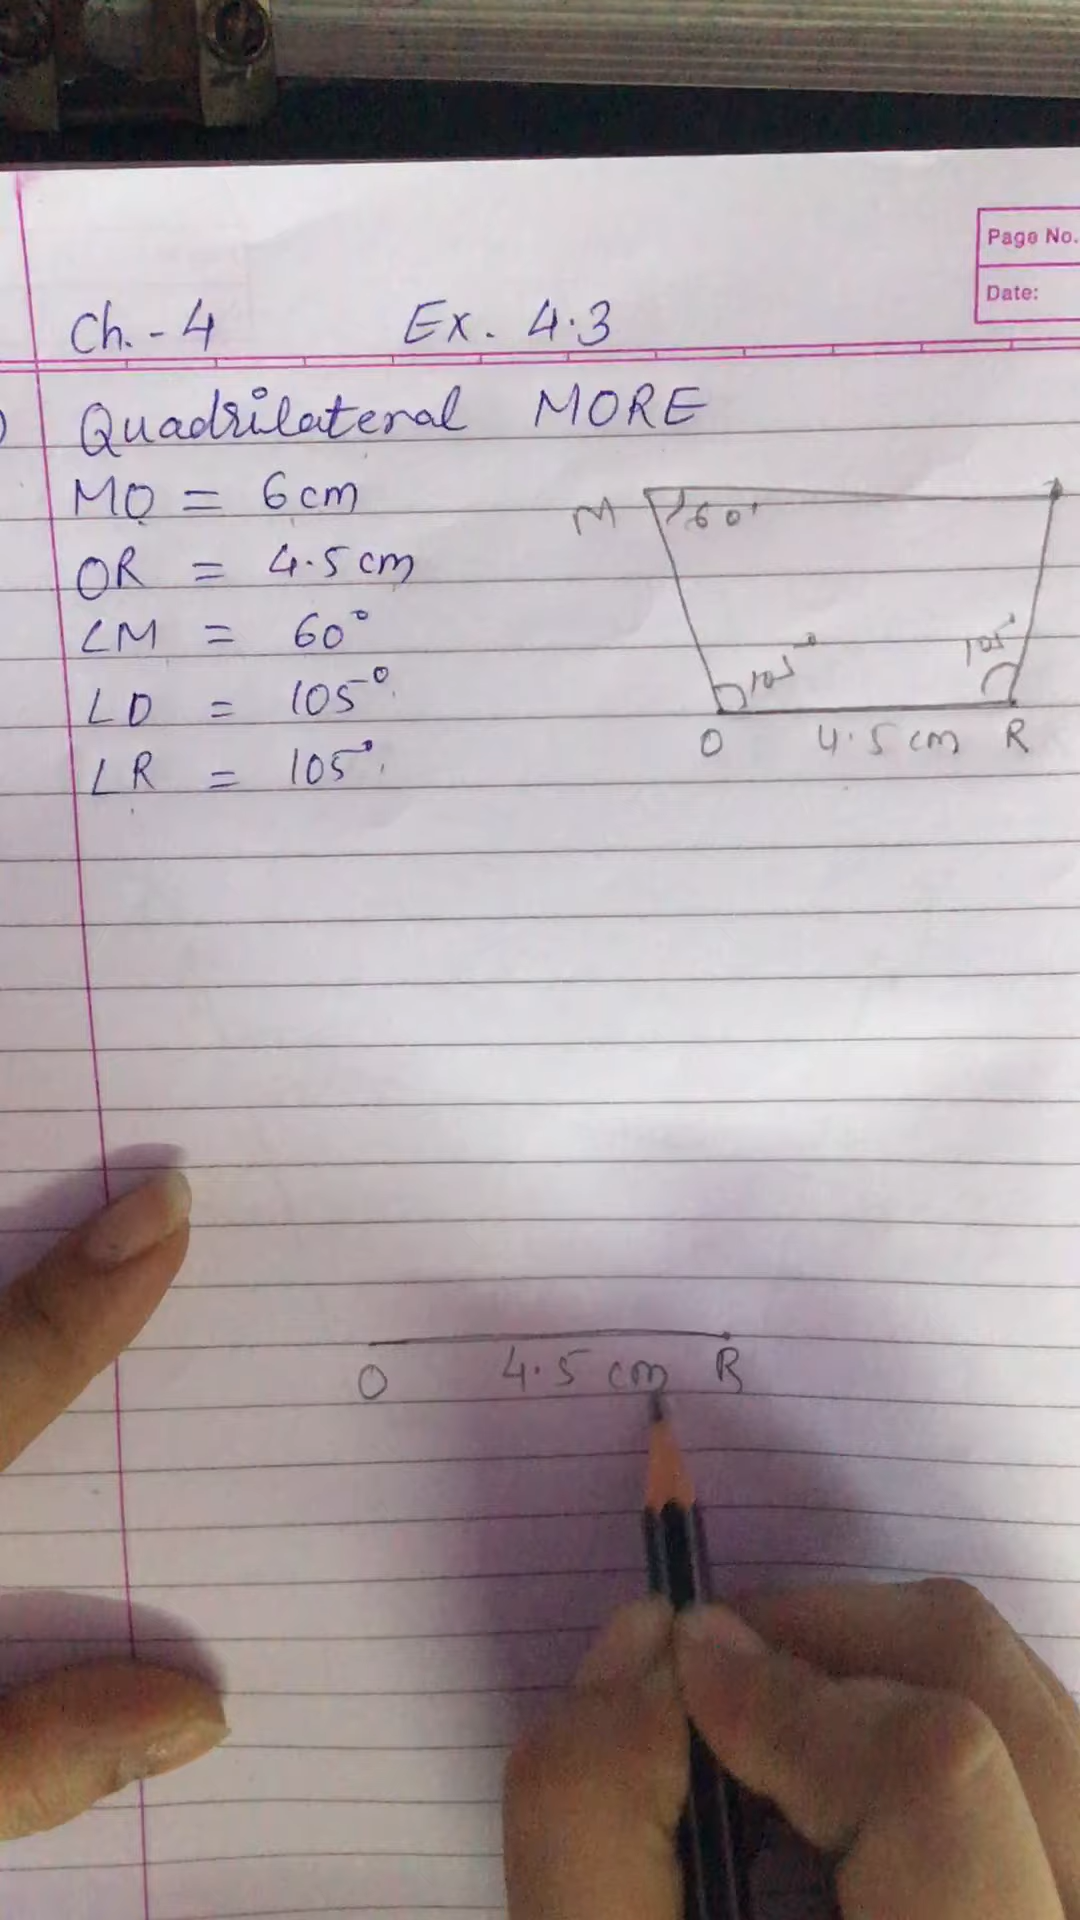 Page No.
Date:
Ch. - 4 Ex. 4.3
Quadrilateral MORE
MO = 6 cm
OR = 4.5 cm
∠M = 60°
∠O = 105°
∠R = 105°
M 60°
105° 105°
O 4.5 cm R
O 4.5 cm R